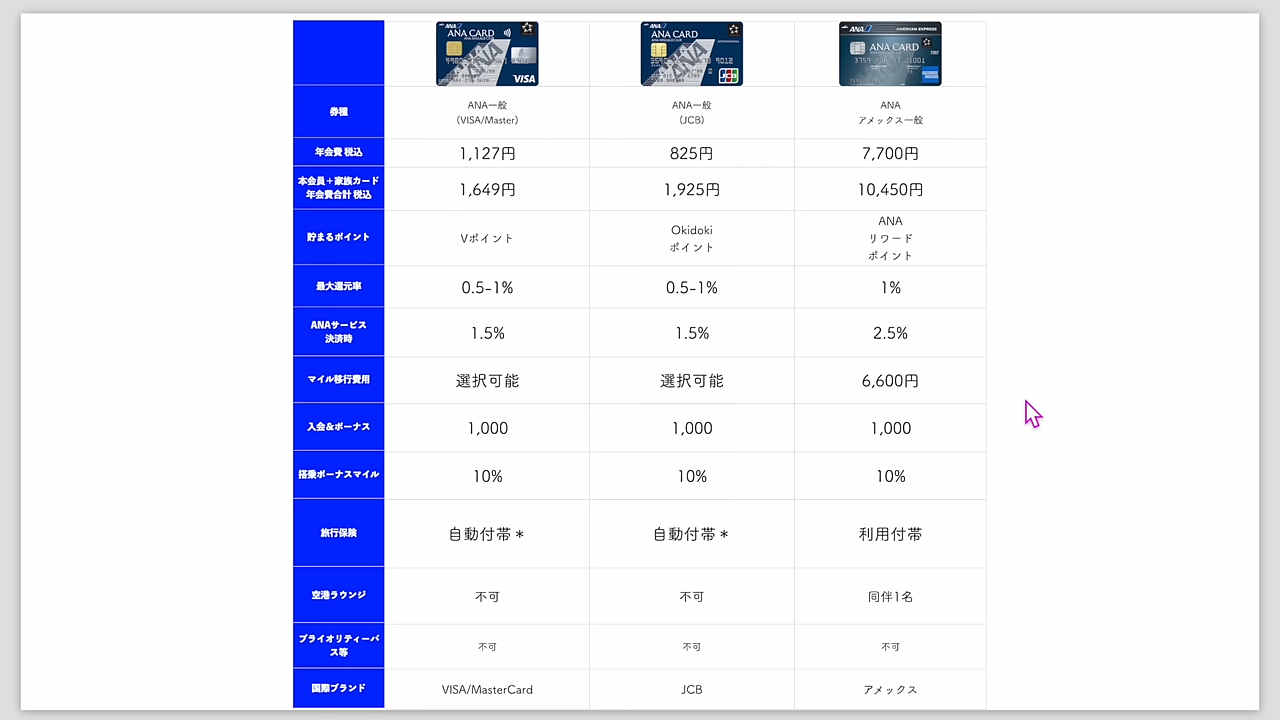 ANA
ANA CARD
VISA
ANA
ANA CARD
JCB
ANA
AMERICAN EXPRESS
ANA CARD
券種
ANA一般
(VISA/Master)
ANA一般
(JCB)
ANA
アメックス一般
年会費 税込
1,127円
825円
7,700円
本会員+家族カード
年会費合計 税込
1,649円
1,925円
10,450円
貯まるポイント
Vポイント
Okidoki
ポイント
ANA
リワード
ポイント
最大還元率
0.5-1%
0.5-1%
1%
ANAサービス
決済時
1.5%
1.5%
2.5%
マイル移行費用
選択可能
選択可能
6,600円
入会&ボーナス
1,000
1,000
1,000
搭乗ボーナスマイル
10%
10%
10%
旅行保険
自動付帯*
自動付帯*
利用付帯
空港ラウンジ
不可
不可
同伴1名
プライオリティーパ
ス等
不可
不可
不可
国際ブランド
VISA/MasterCard
JCB
アメックス